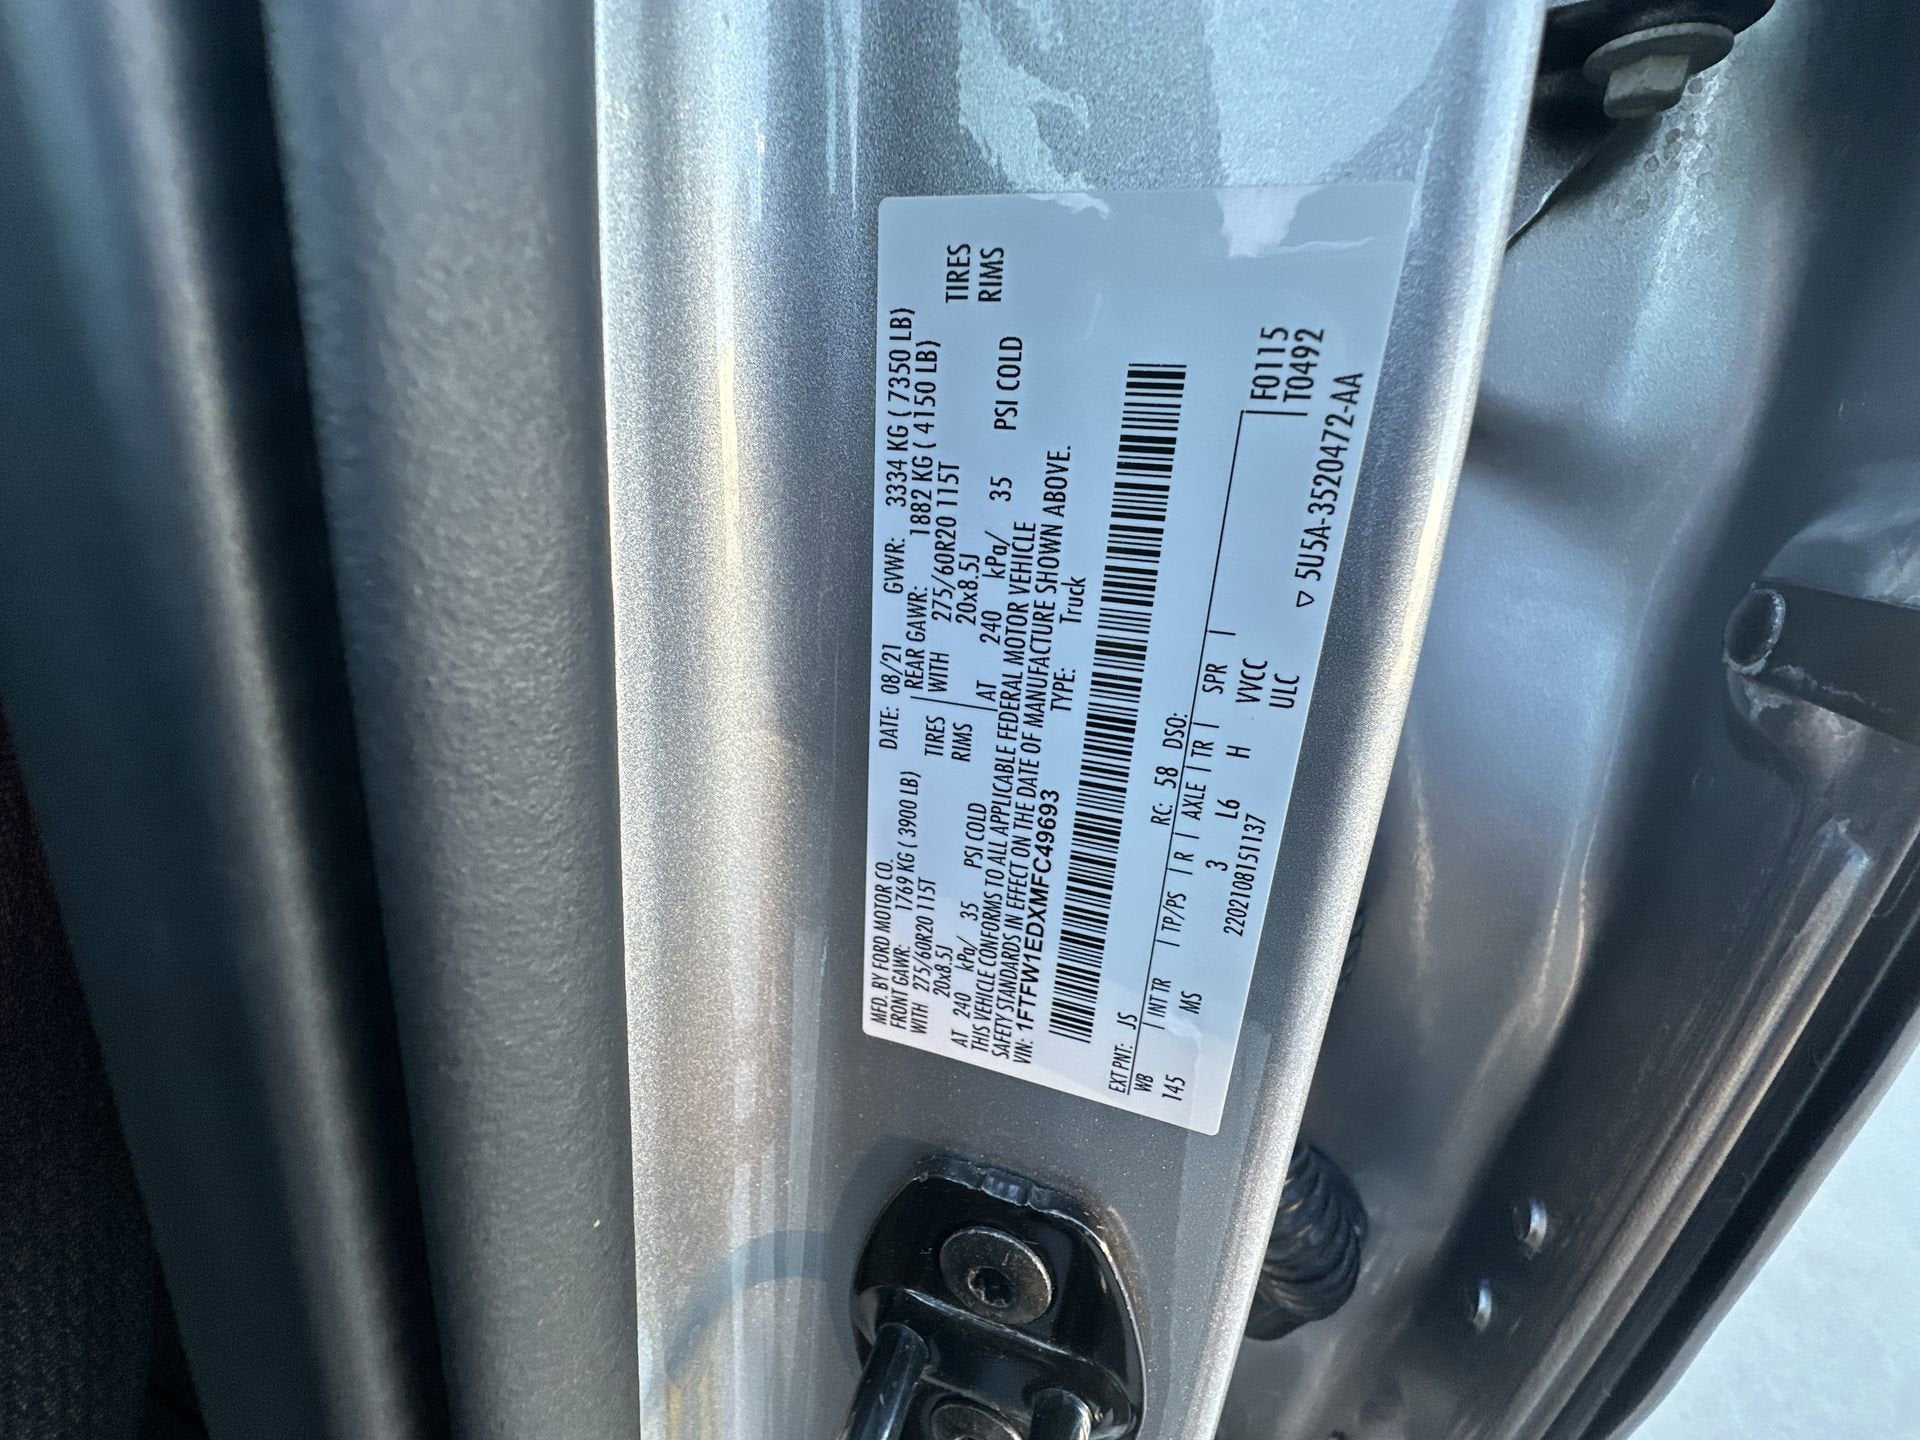 MFD. BY FORD MOTOR CO. DATE: 08/21 GVWR: 3334 KG ( 7350 LB)
FRONT GAWR: 1769 KG ( 3900 LB) REAR GAWR: 1882 KG ( 4150 LB)
WITH 275/60R20 115T TIRES WITH 275/60R20 115T TIRES
20x8.5J RIMS 20x8.5J RIMS
AT 240 kPa/ 35 PSI COLD AT 240 kPa/ 35 PSI COLD
THIS VEHICLE CONFORMS TO ALL APPLICABLE FEDERAL MOTOR VEHICLE
SAFETY STANDARDS IN EFFECT ON THE DATE OF MANUFACTURE SHOWN ABOVE.
VIN: 1FTFW1EDXMFC49693 TYPE: Truck
EXT PNT: JS RC: 58 DSO:
WB INT TR TP/PS R AXLE TR SPR F0115
145 MS 3 L6 H VVCC T0492
2202108151137 ULC
▽ 5U5A-3520472-AA